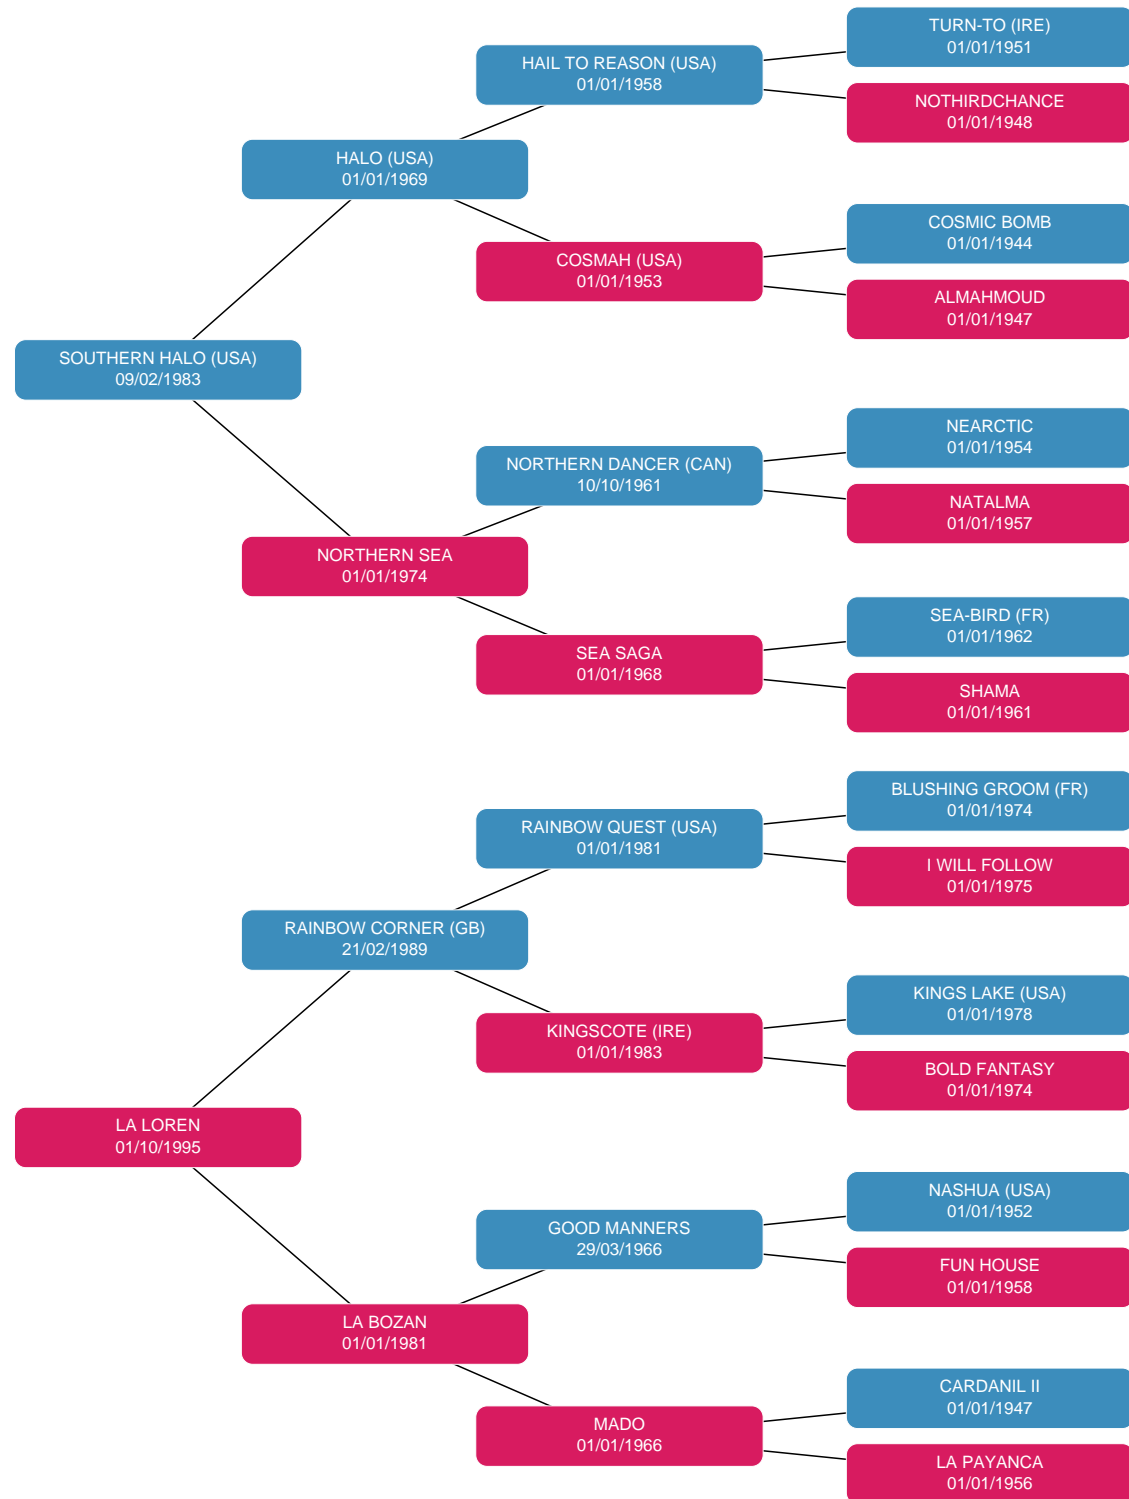 TURN-TO (IRE)
01/01/1951
HAIL TO REASON (USA)
01/01/1958
NOTHIRDCHANCE
01/01/1948
HALO (USA)
01/01/1969
COSMIC BOMB
01/01/1944
COSMAH (USA)
01/01/1953
ALMAHMOUD
01/01/1947
SOUTHERN HALO (USA)
09/02/1983
NEARCTIC
01/01/1954
NORTHERN DANCER (CAN)
10/10/1961
NATALMA
01/01/1957
NORTHERN SEA
01/01/1974
SEA-BIRD (FR)
01/01/1962
SEA SAGA
01/01/1968
SHAMA
01/01/1961
BLUSHING GROOM (FR)
01/01/1974
RAINBOW QUEST (USA)
01/01/1981
I WILL FOLLOW
01/01/1975
RAINBOW CORNER (GB)
21/02/1989
KINGS LAKE (USA)
01/01/1978
KINGSCOTE (IRE)
01/01/1983
BOLD FANTASY
01/01/1974
LA LOREN
01/10/1995
NASHUA (USA)
01/01/1952
GOOD MANNERS
29/03/1966
FUN HOUSE
01/01/1958
LA BOZAN
01/01/1981
CARDANIL II
01/01/1947
MADO
01/01/1966
LA PAYANCA
01/01/1956